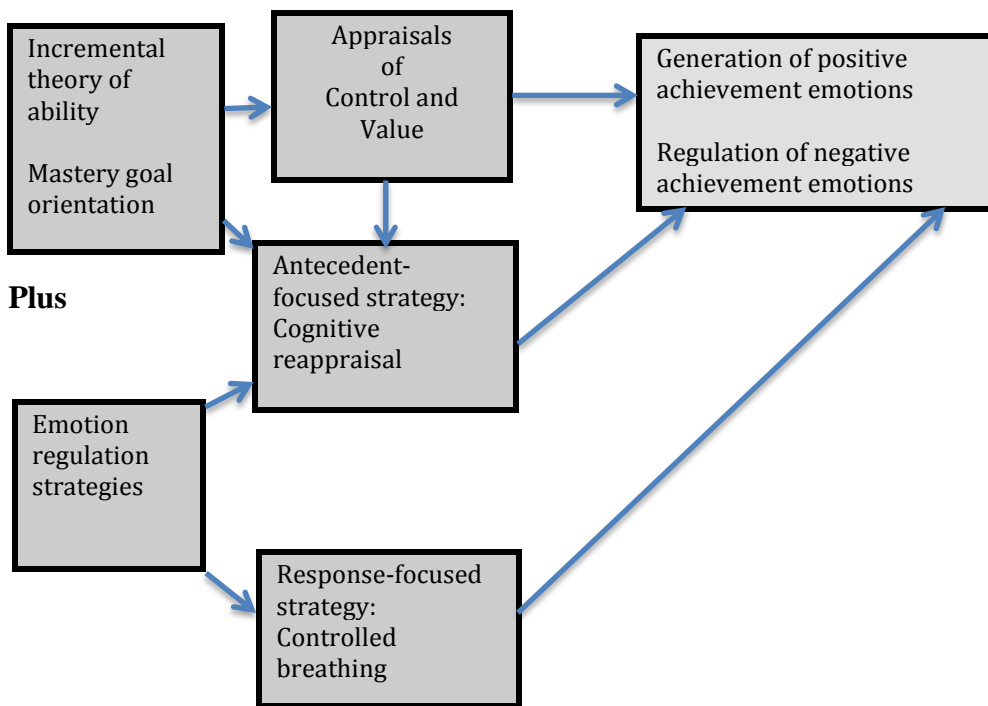 Incremental
theory of
ability
Mastery goal
orientation
Appraisals
of
Control and
Value
Generation of positive
achievement emotions
Regulation of negative
achievement emotions
Antecedent-
focused strategy:
Cognitive
reappraisal
Plus
Emotion
regulation
strategies
Response-focused
strategy:
Controlled
breathing